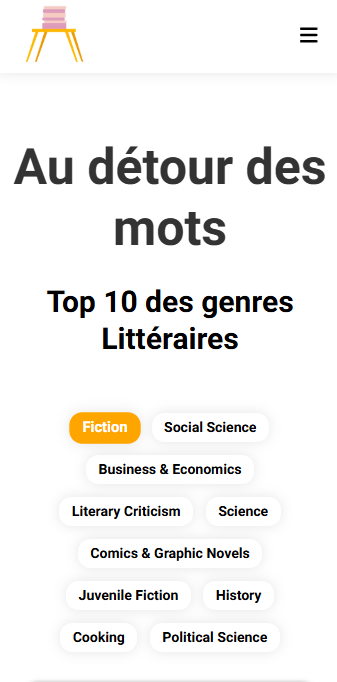 Au détour des
mots
Top 10 des genres
Littéraires
Fiction
Social Science
Business & Economics
Literary Criticism
Science
Comics & Graphic Novels
Juvenile Fiction
History
Cooking
Political Science